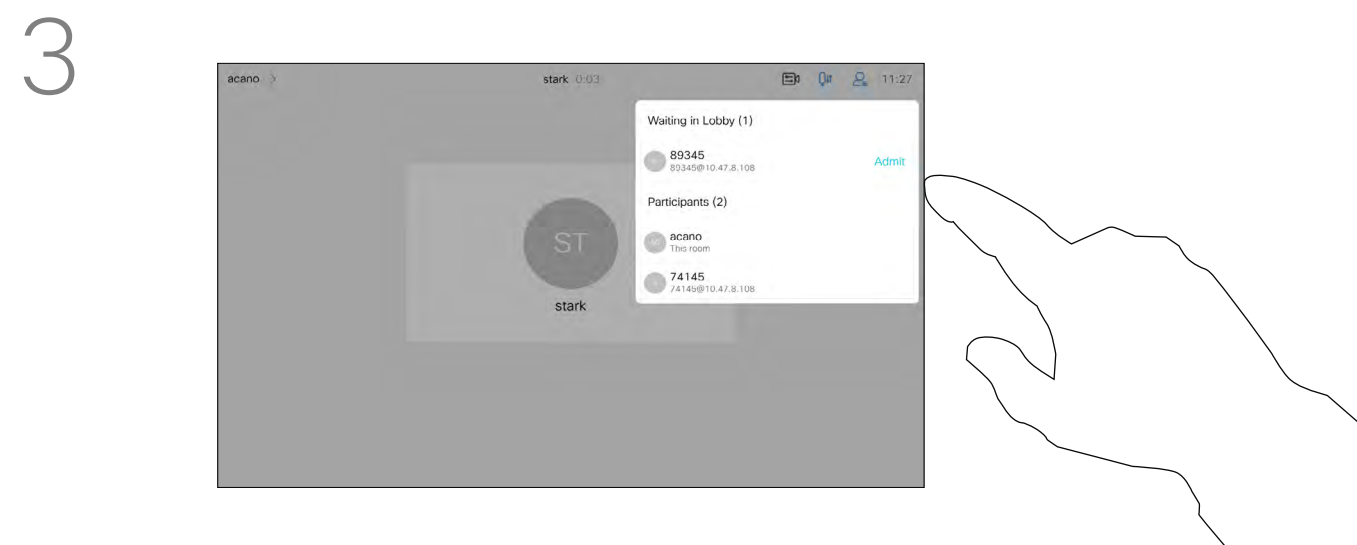 3
acano
stark 0:03
11:27
Waiting in Lobby (1)
89345
89345@10.47.8.108
Admit
Participants (2)
acano
This room
74145
74145@10.47.8.108
ST
stark